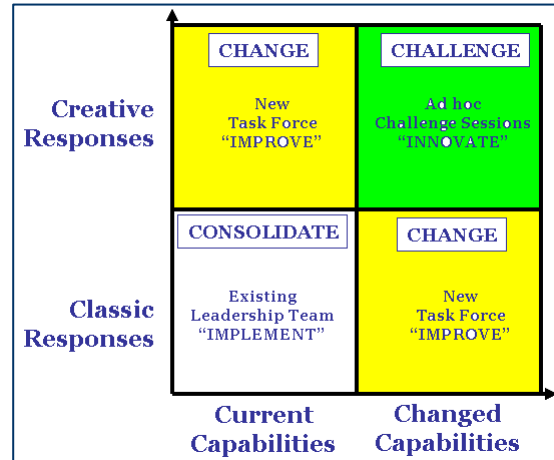 CHANGE
CHALLENGE
Creative
Responses
New
Task Force
“IMPROVE”
Ad hoc
Challenge Sessions
“INNOVATE”
CONSOLIDATE
CHANGE
Classic
Responses
Existing
Leadership Team
“IMPLEMENT”
New
Task Force
“IMPROVE”
Current
Capabilities
Changed
Capabilities